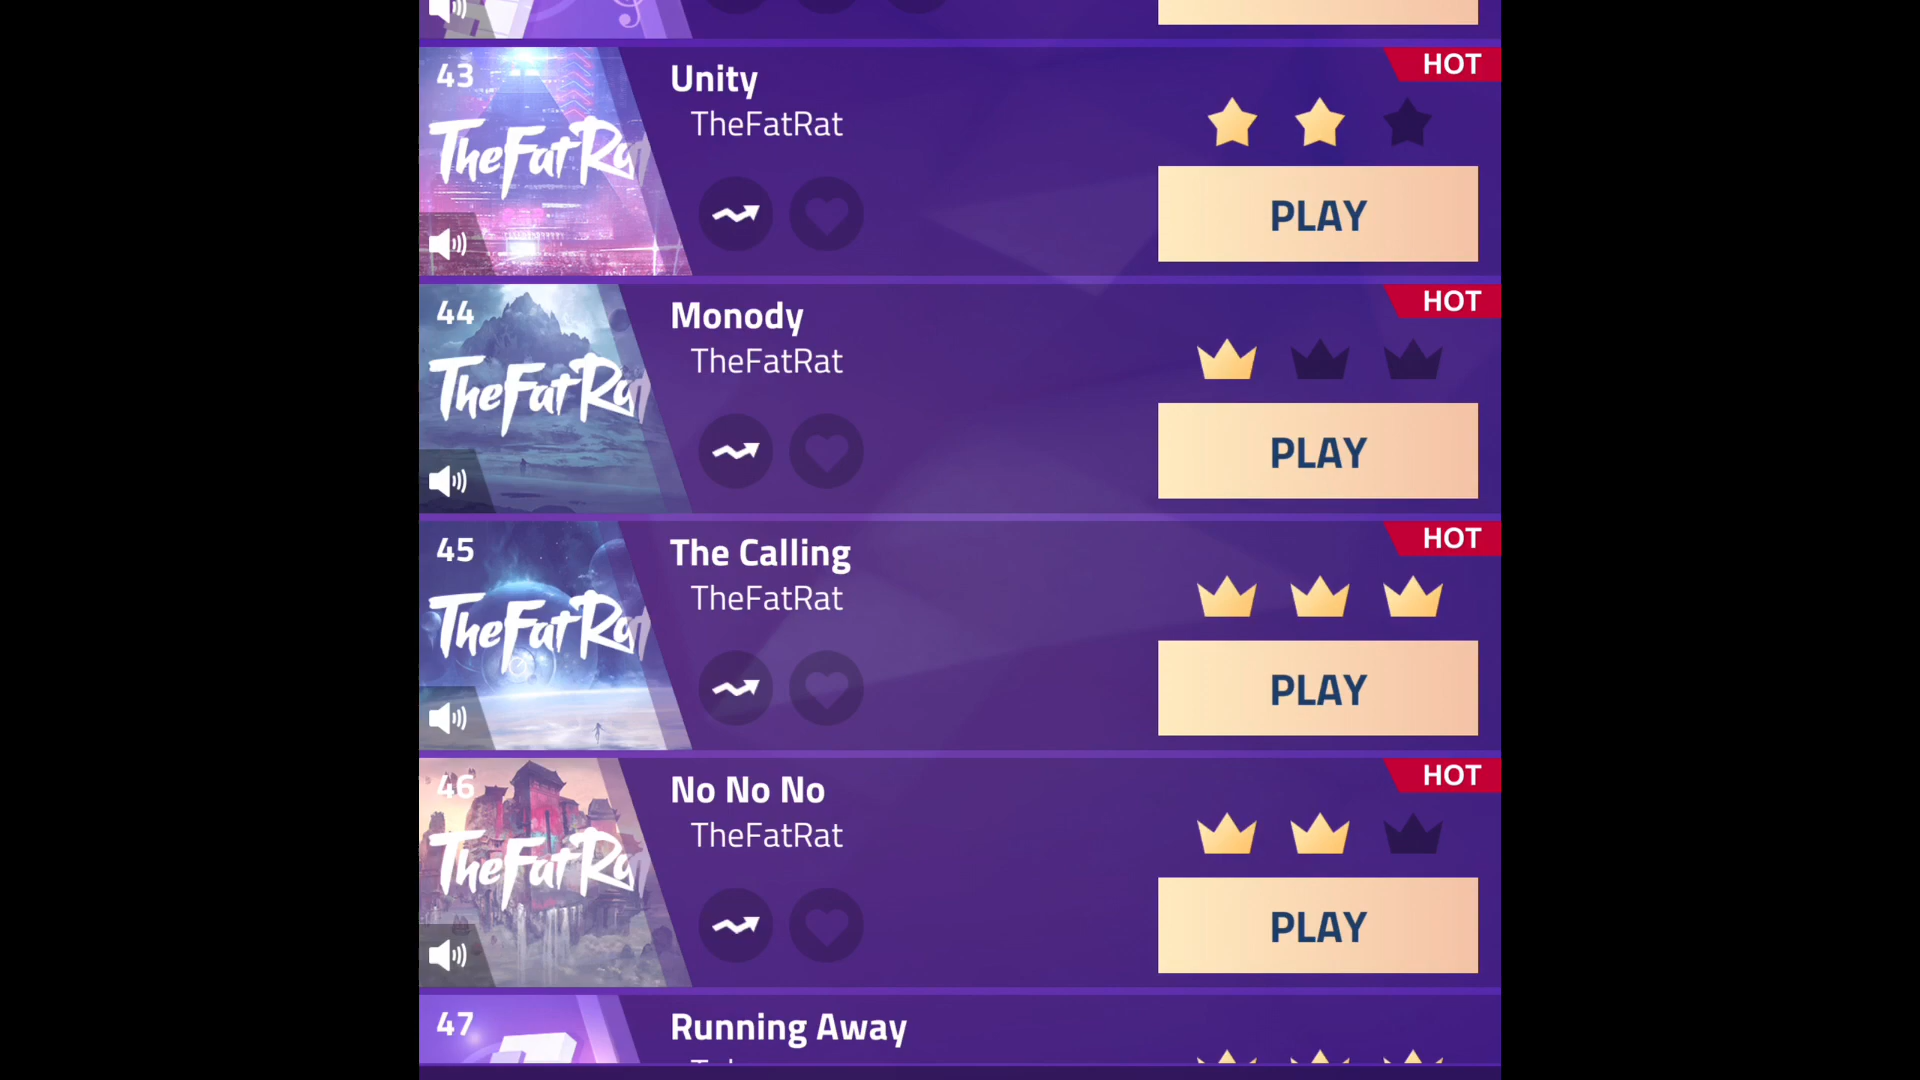 43
Unity
HOT
TheFatRat
TheFatRat
PLAY
44
Monody
HOT
TheFatRat
TheFatRat
PLAY
45
The Calling
HOT
TheFatRat
TheFatRat
PLAY
46
No No No
HOT
TheFatRat
TheFatRat
PLAY
47
Running Away